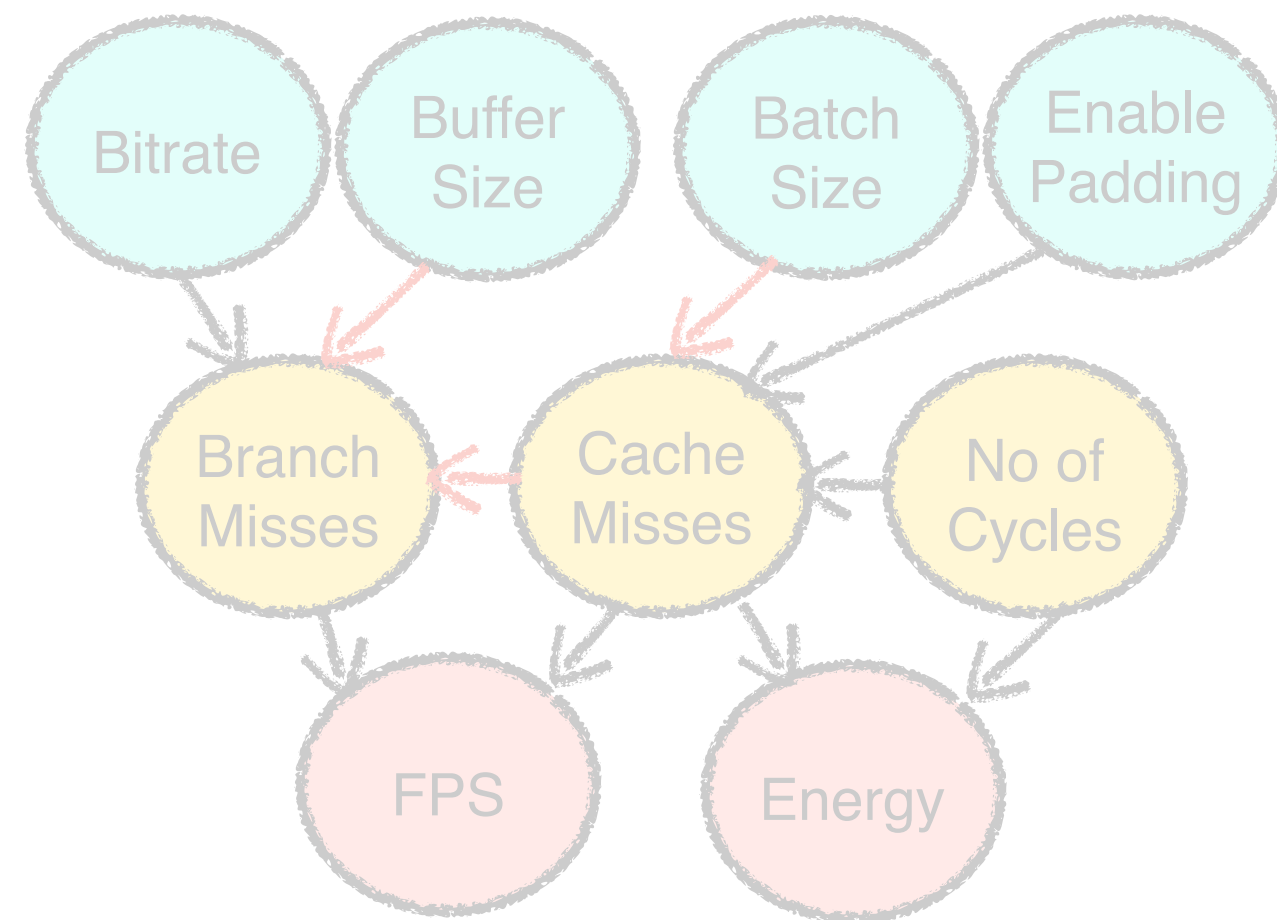 Bitrate
Buffer
Size
Batch
Size
Enable
Padding
Branch
Misses
Cache
Misses
No of
Cycles
FPS
Energy